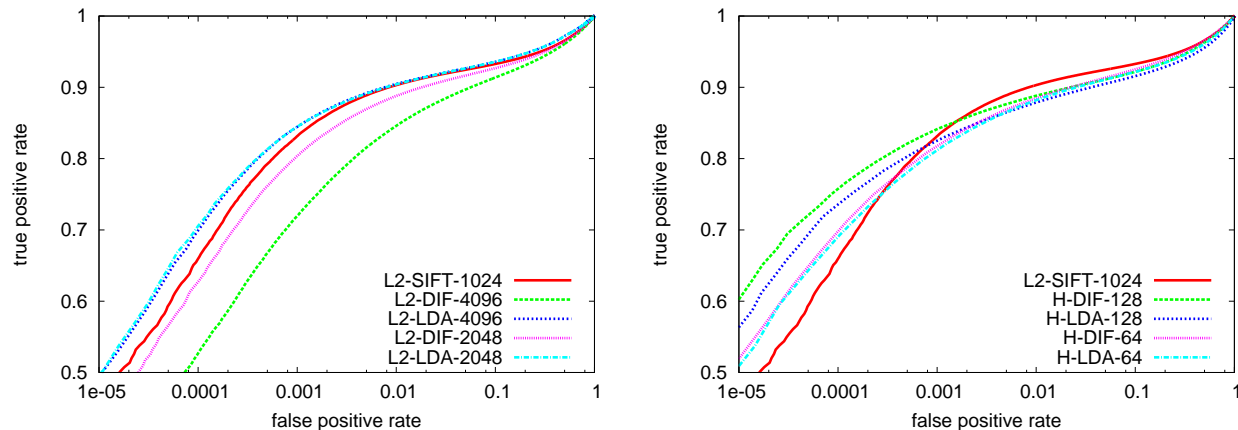 1
0.9
0.8
0.7
0.6
0.5
true positive rate
L2-SIFT-1024
L2-DIF-4096
L2-LDA-4096
L2-DIF-2048
L2-LDA-2048
1e-05 0.0001 0.001 0.01 0.1 1
false positive rate
1
0.9
0.8
0.7
0.6
0.5
true positive rate
L2-SIFT-1024
H-DIF-128
H-LDA-128
H-DIF-64
H-LDA-64
1e-05 0.0001 0.001 0.01 0.1 1
false positive rate